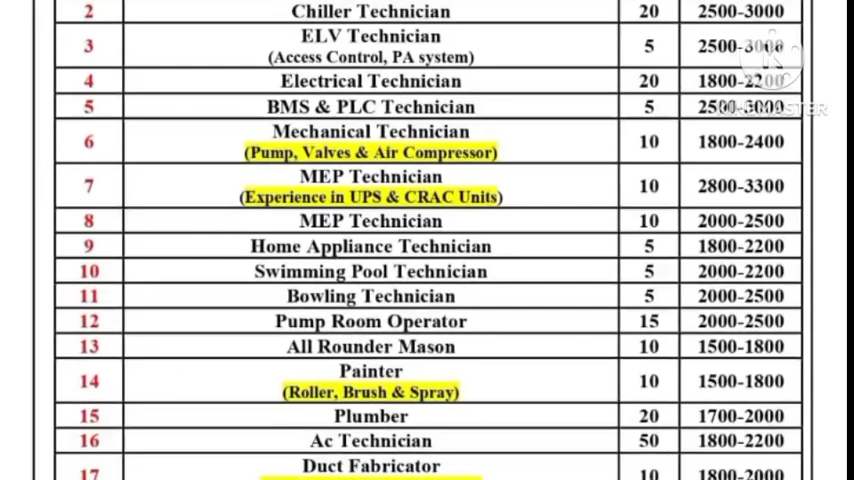 2 Chiller Technician 20 2500-3000
3 ELV Technician 5 2500-3000
(Access Control, PA system)
4 Electrical Technician 20 1800-2200
5 BMS & PLC Technician 5 2500-3000
6 Mechanical Technician 10 1800-2400
(Pump, Valves & Air Compressor)
7 MEP Technician 10 2800-3300
(Experience in UPS & CRAC Units)
8 MEP Technician 10 2000-2500
9 Home Appliance Technician 5 1800-2200
10 Swimming Pool Technician 5 2000-2200
11 Bowling Technician 5 2000-2500
12 Pump Room Operator 15 2000-2500
13 All Rounder Mason 10 1500-1800
14 Painter 10 1500-1800
(Roller, Brush & Spray)
15 Plumber 20 1700-2000
16 Ac Technician 50 1800-2200
17 Duct Fabricator 10 1800-2000